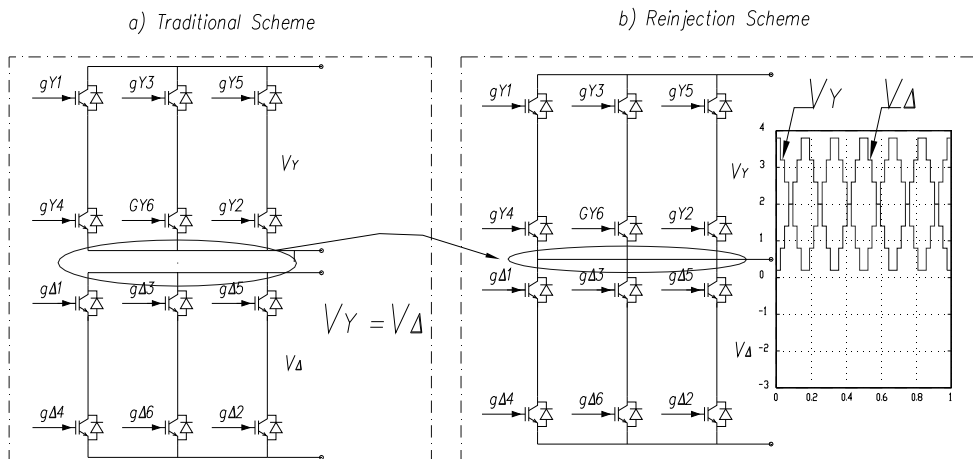 a) Traditional Scheme
b) Reinjection Scheme
gY1 gY3 gY5
VY
gY4 GY6 gY2
gΔ1 gΔ3 gΔ5
VY = VΔ
VΔ
gΔ4 gΔ6 gΔ2
gY1 gY3 gY5
gY4 GY6 gY2
gΔ1 gΔ3 gΔ5
gΔ4 gΔ6 gΔ2
VY VΔ
VY
VΔ
4
3
2
1
0
-1
-2
-3
0 0.2 0.4 0.6 0.8 1